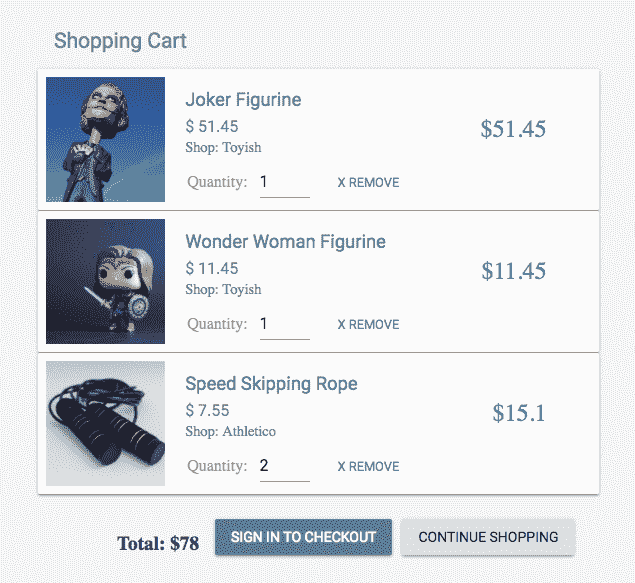 Shopping Cart
Joker Figurine
$ 51.45
$51.45
Shop: Toyish
Quantity: 1 X REMOVE
Wonder Woman Figurine
$ 11.45
$11.45
Shop: Toyish
Quantity: 1 X REMOVE
Speed Skipping Rope
$ 7.55
$15.1
Shop: Athletico
Quantity: 2 X REMOVE
Total: $78 SIGN IN TO CHECKOUT CONTINUE SHOPPING